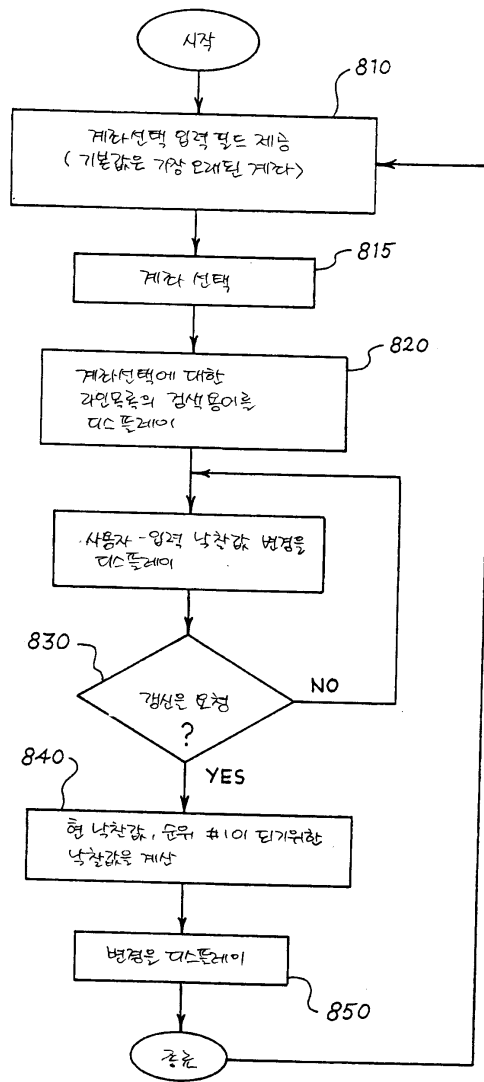 시작
810
계좌선택 입력필드 제공
(기본값은 가장 오래된 계좌)
815
계좌 선택
820
계좌선택에 대한
라인목록의 검색용어를
디스플레이
사용자-입력 낙찰값 변경을
디스플레이
830
갱신을 요청
?
NO
YES
840
현 낙찰값, 순위 #1이 되기위한
낙찰값을 계산
변경을 디스플레이
850
종료